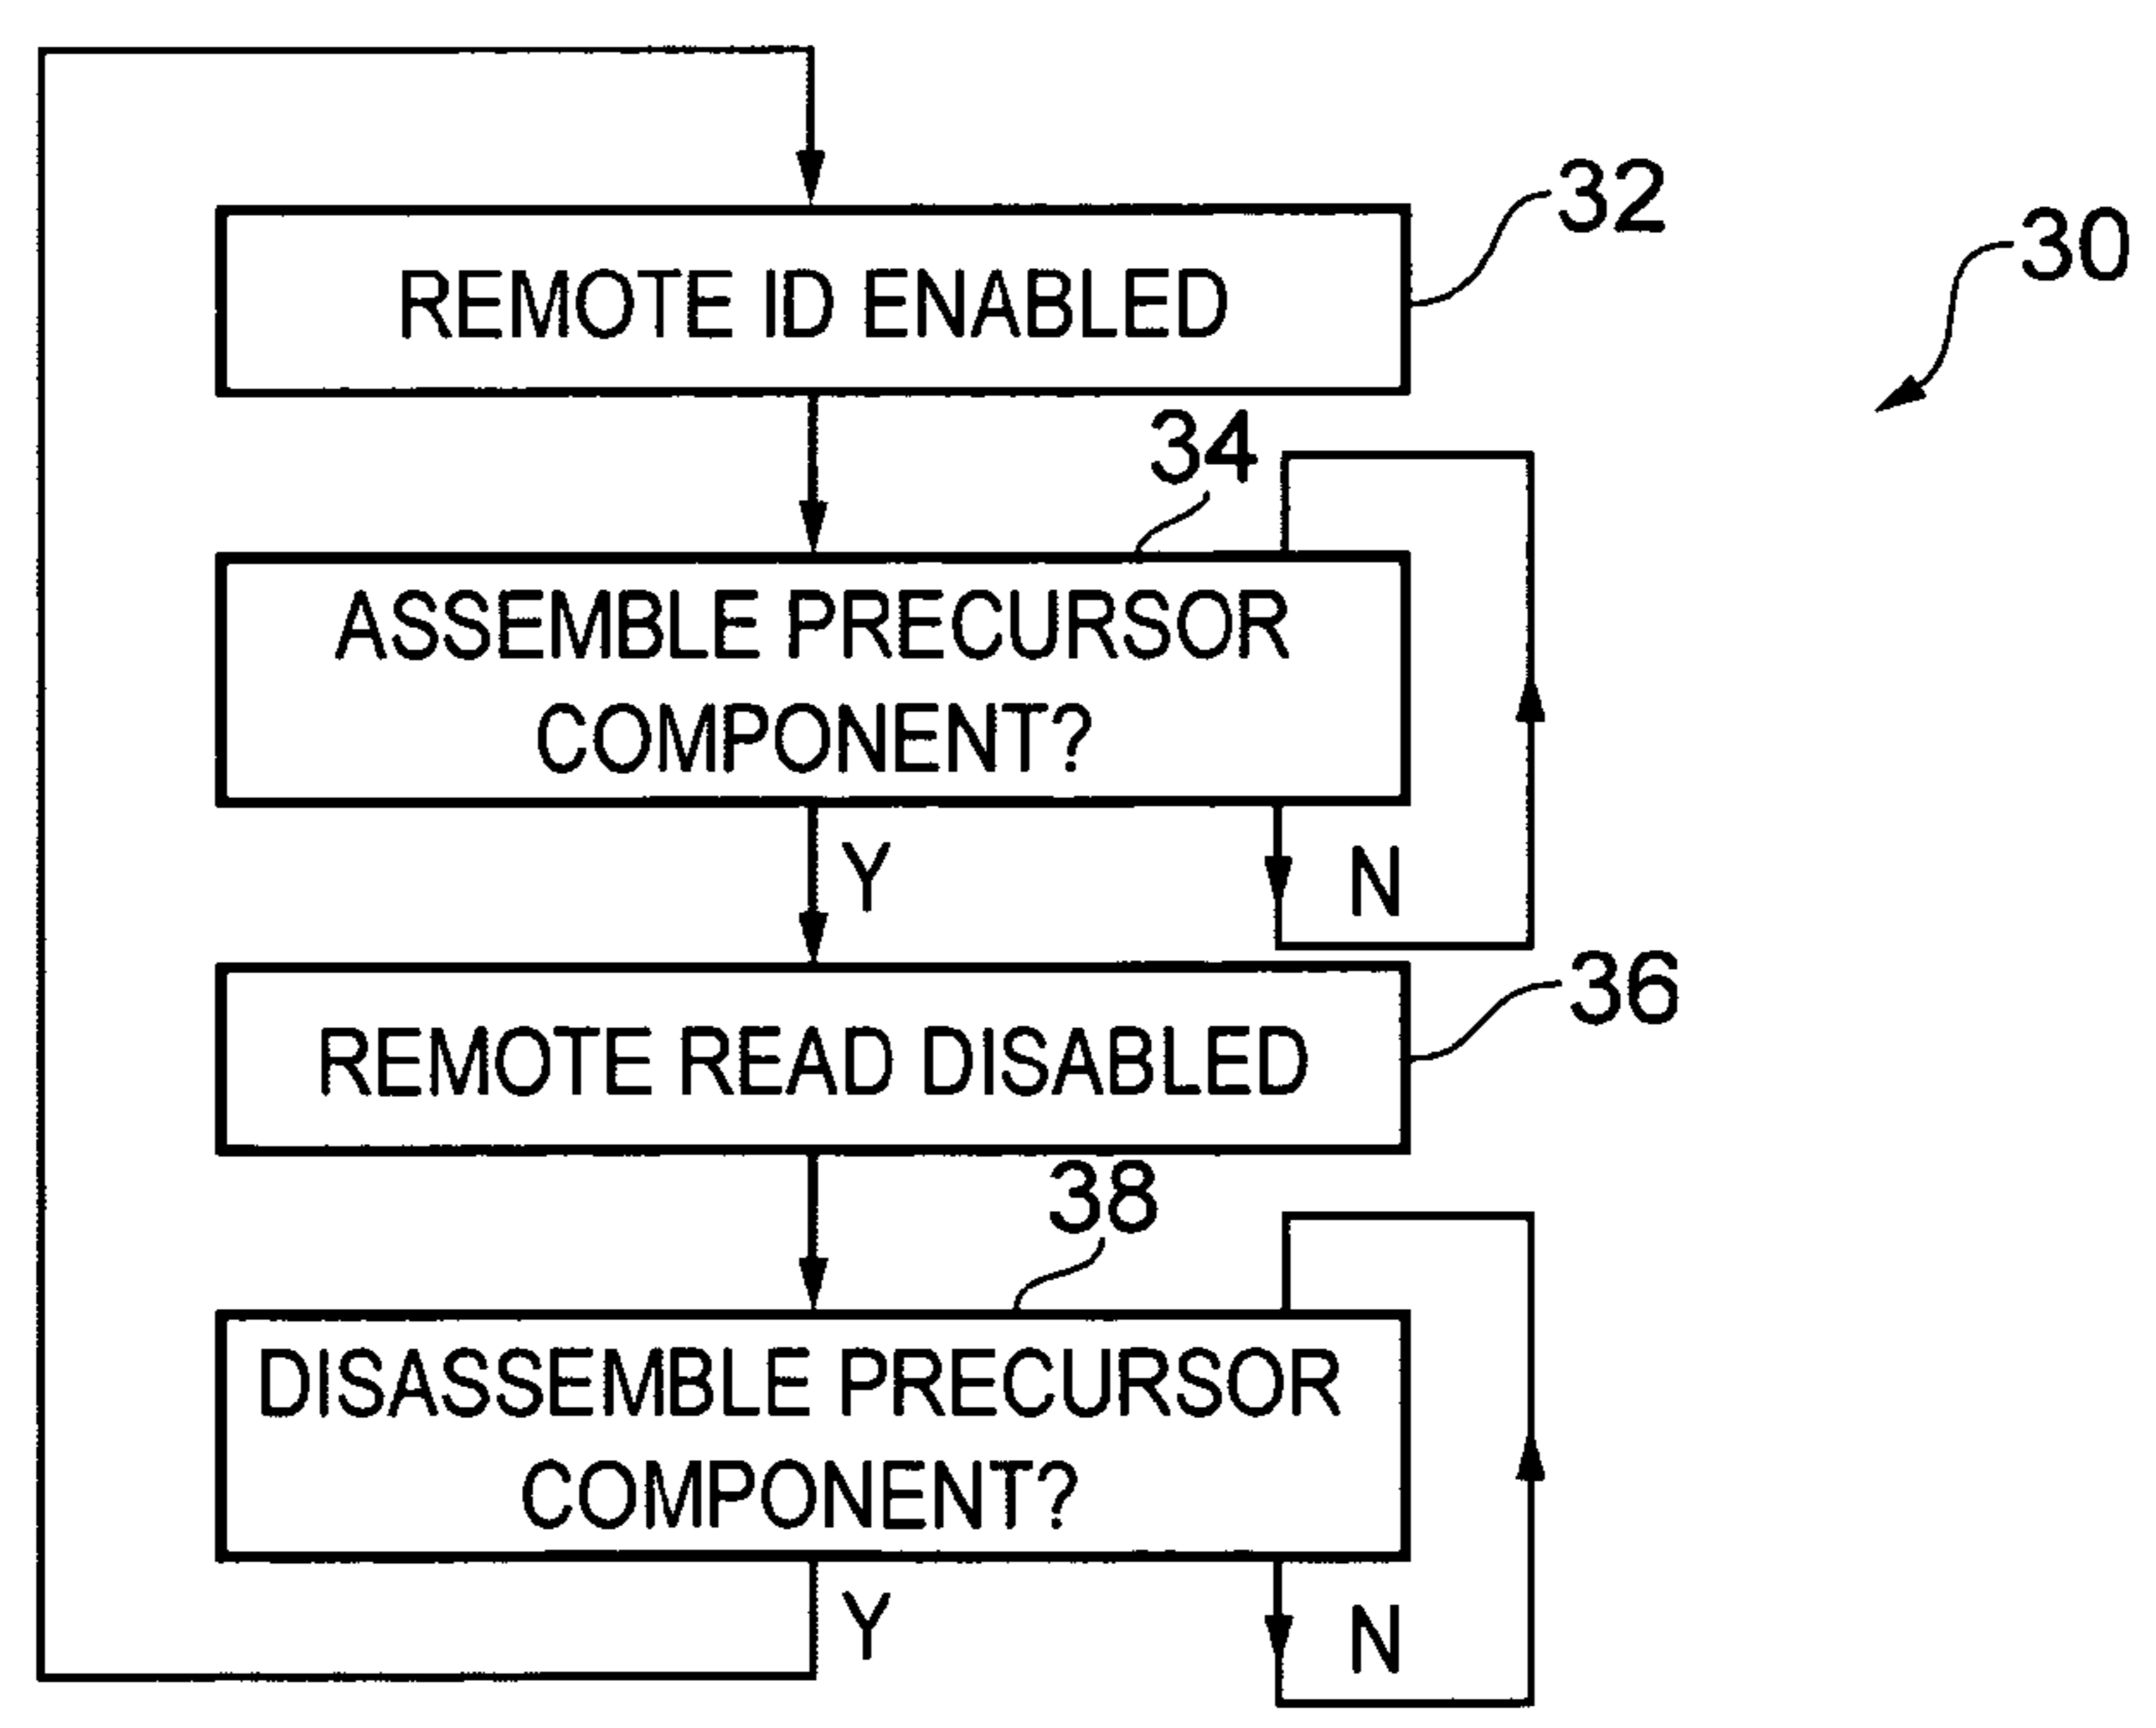 32
30
REMOTE ID ENABLED
34
ASSEMBLE PRECURSOR
COMPONENT?
Y
N
36
REMOTE READ DISABLED
38
DISASSEMBLE PRECURSOR
COMPONENT?
Y
N